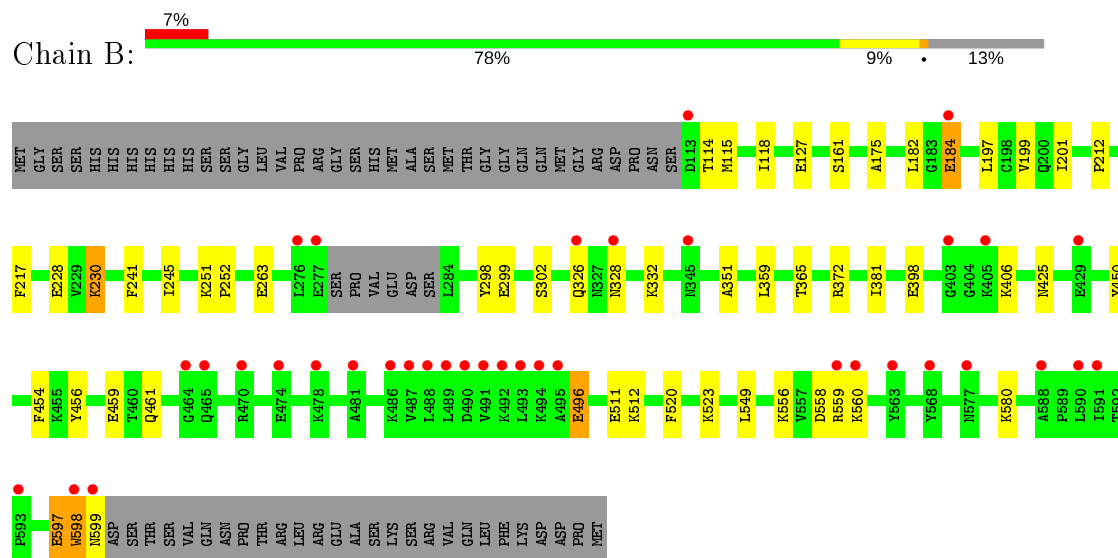 7%
Chain B:
78% 9% • 13%
MET GLY SER SER HIS HIS HIS HIS HIS HIS SER SER GLY LEU VAL PRO ARG GLY SER HIS MET ALA SER MET THR GLY GLY GLN GLN MET GLY ARG ASP PRO ASN SER D113 T114 M115 I118 E127 S161 A175 L182 G183 E184 L197 C198 V199 Q200 I201 P212
F217 E228 V229 K230 F241 I245 K251 P252 E263 L276 E277 SER PRO VAL GLU ASP SER L284 Y298 E299 S302 Q326 N327 N328 K332 N345 A351 L359 T365 R372 I381 E398 G403 G404 K405 K406 N425 E429 Y450
F454 K455 Y456 E459 T460 Q461 G464 Q465 R470 E474 K478 A481 K486 V487 L488 L489 D490 V491 K492 L493 K494 A495 E496 E511 K512 F520 K523 L549 K556 V557 D558 R559 K560 Y563 Y568 N577 K580 A588 P589 L590 I591 T592
P593 E597 W598 N599 ASP SER THR SER VAL GLN ASN PRO THR ARG LEU ARG GLU ALA SER LYS SER ARG VAL GLN LEU PHE LYS ASP ASP PRO MET